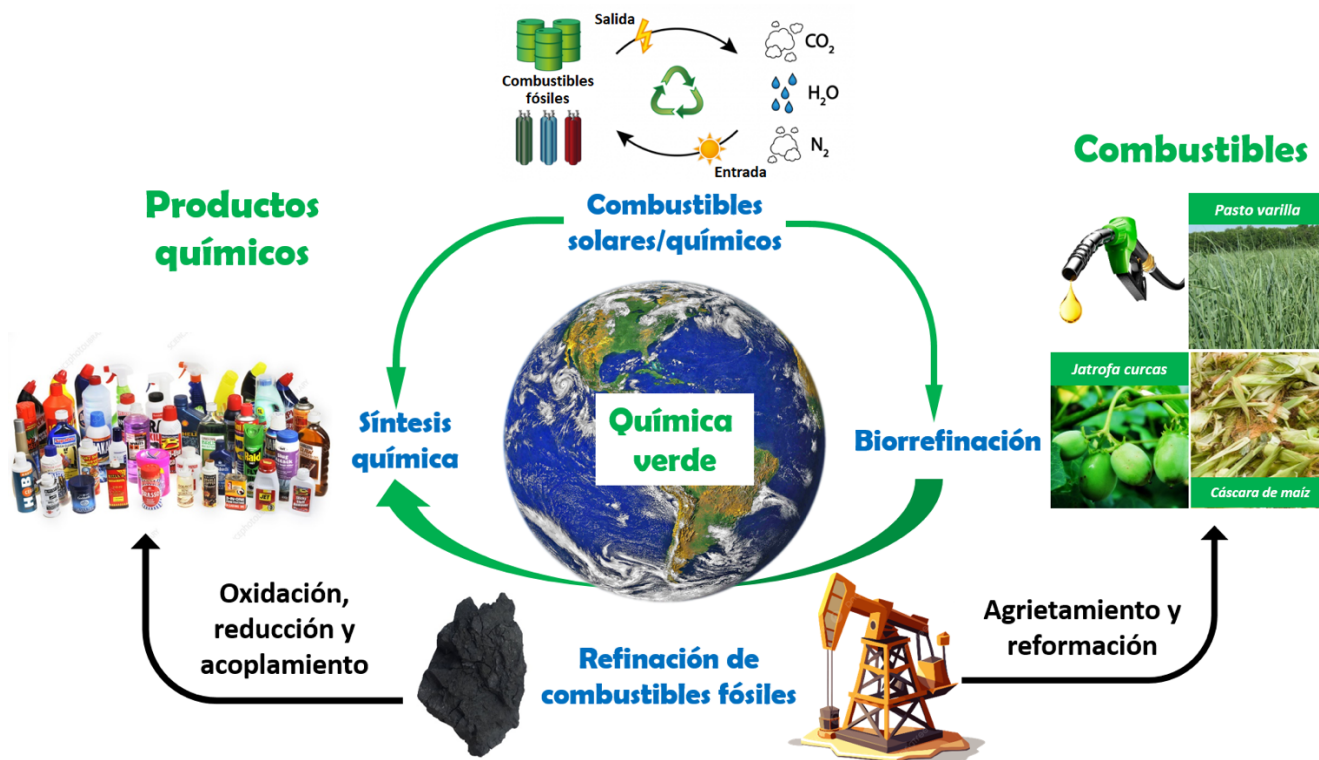 Salida
CO₂
Combustibles
fósiles
H₂O
N₂
Entrada
Combustibles
Productos
químicos
Combustibles
solares/químicos
Pasto varilla
Jatrofa curcas
Síntesis
química
Química
verde
Biorrefinación
Cáscara de maíz
Oxidación,
reducción y
acoplamiento
Refinación de
combustibles fósiles
Agrietamiento y
reformación